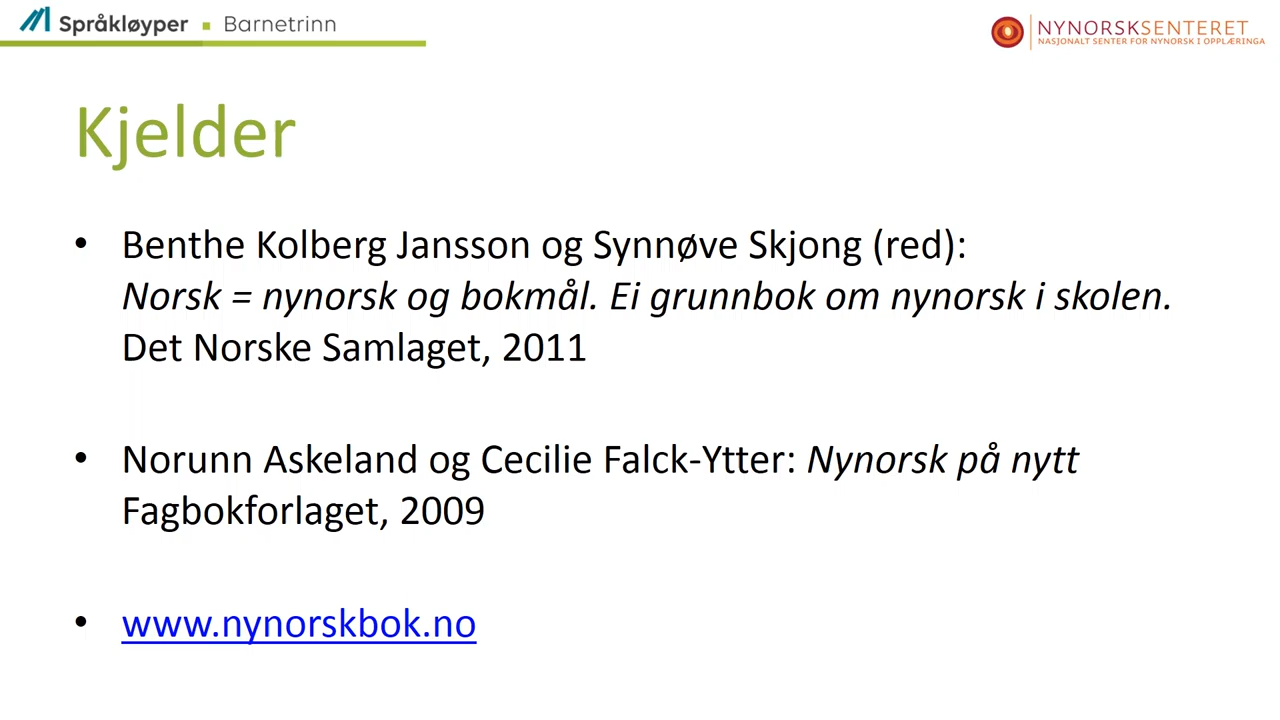 Språkløyper ▪ Barnetrinn
NYNORSKSENTERET
NASJONALT SENTER FOR NYNORSK I OPPLÆRINGA
Kjelder
• Benthe Kolberg Jansson og Synnøve Skjong (red):
Norsk = nynorsk og bokmål. Ei grunnbok om nynorsk i skolen.
Det Norske Samlaget, 2011
• Norunn Askeland og Cecilie Falck-Ytter: Nynorsk på nytt
Fagbokforlaget, 2009
• www.nynorskbok.no